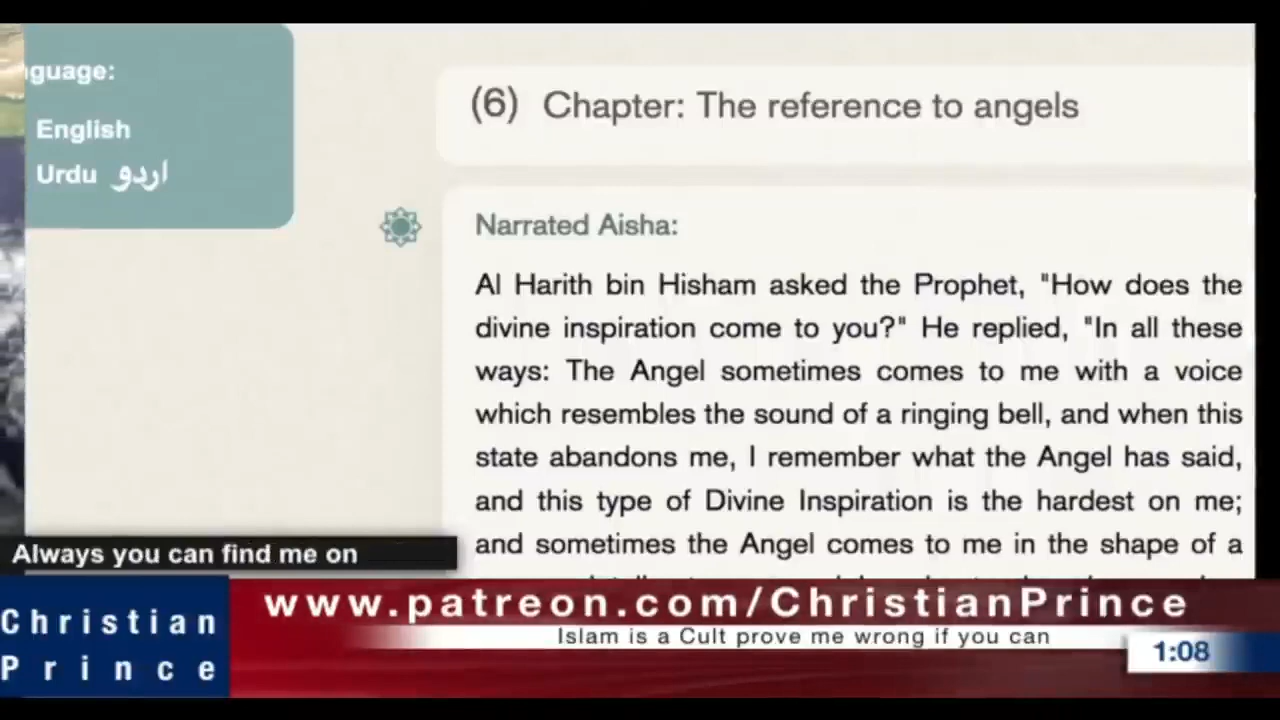 nguage:
English
Urdu اردو
(6) Chapter: The reference to angels
Narrated Aisha:
Al Harith bin Hisham asked the Prophet, "How does the
divine inspiration come to you?" He replied, "In all these
ways: The Angel sometimes comes to me with a voice
which resembles the sound of a ringing bell, and when this
state abandons me, I remember what the Angel has said,
and this type of Divine Inspiration is the hardest on me;
and sometimes the Angel comes to me in the shape of a
Always you can find me on
Christian
Prince
www.patreon.com/ChristianPrince
Islam is a Cult prove me wrong if you can
1:08